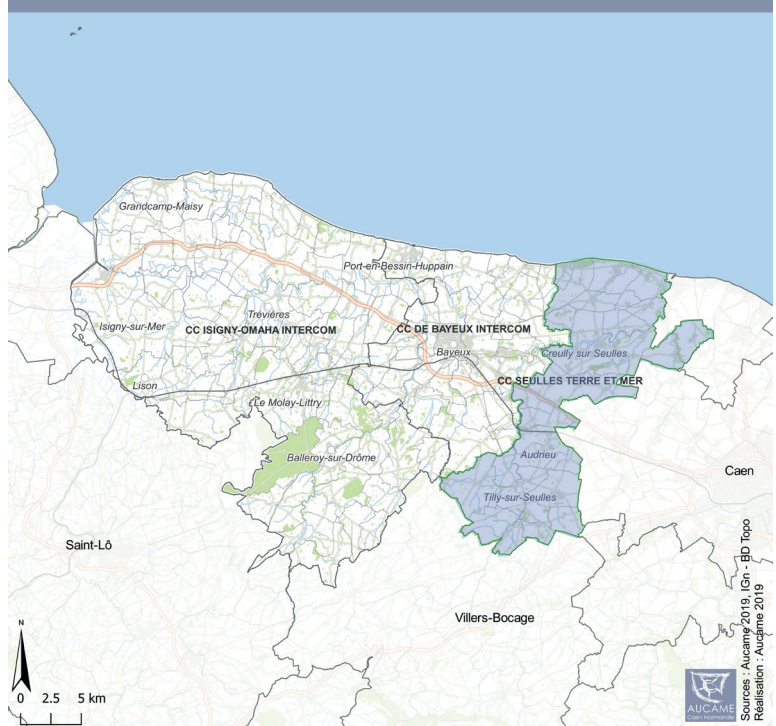 Grandcamp-Maisy
Port-en-Bessin-Huppain
Trévières
Isigny-sur-Mer
CC ISIGNY-OMAHA INTERCOM
CC DE BAYEUX INTERCOM
Bayeux
Creully sur Seulles
CC SEULLES TERRE ET MER
Lison
Le Molay-Littry
Balleroy-sur-Drôme
Audrieu
Tilly-sur-Seulles
Caen
Saint-Lô
Villers-Bocage
N
0 2.5 5 km
AUCAME
Caen Normandie
Sources : Aucame 2019, IGn - BD Topo
Réalisation : Aucame 2019